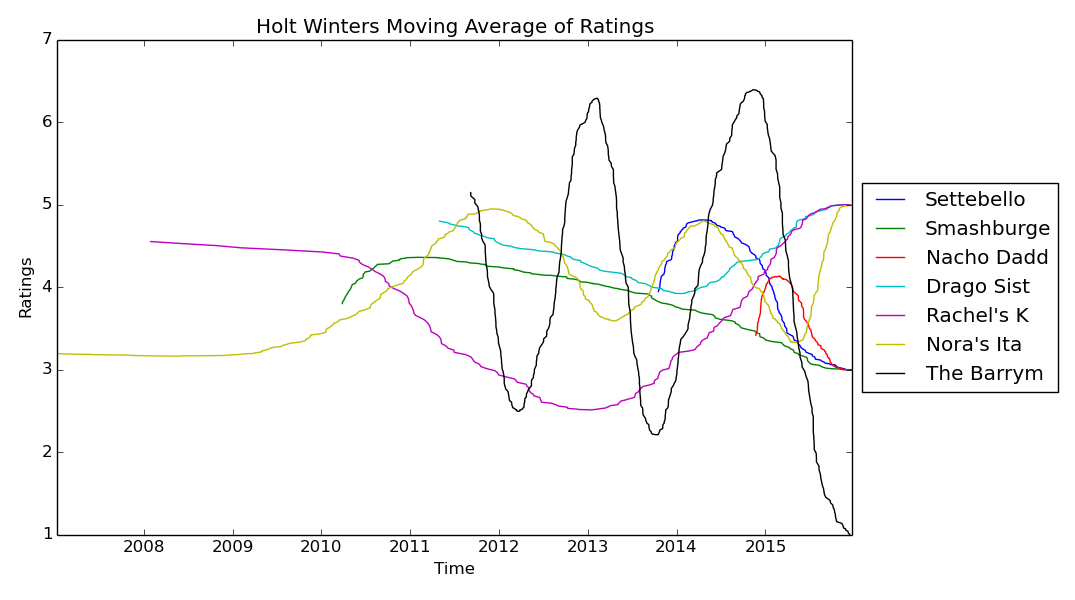 Holt Winters Moving Average of Ratings
7
6
5
4
3
2
1
Ratings
2008 2009 2010 2011 2012 2013 2014 2015
Time
Settebello
Smashburge
Nacho Dadd
Drago Sist
Rachel's K
Nora's Ita
The Barrym